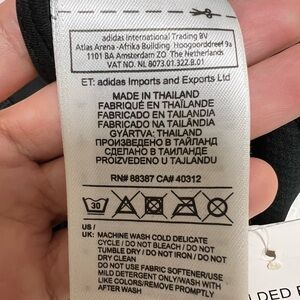 adidas International Trading BV
Atlas Arena -Afrika Building Hoogoorddreef 9a
1101 BA Amsterdam ZO The Netherlands
VAT NO. NL 8073.01.322.B.01
ET: adidas Imports and Exports Ltd
MADE IN THAILAND
FABRIQUÉ EN THAÏLANDE
FABRICADO EN TAILANDIA
FABRICADO NA TAILÂNDIA
GYÁRTVA: THAIFOLD
ПРОИЗВЕДЕНО В ТАЙЛАНД
СДЕЛАНО В ТАИЛАНДЕ
PROIZVEDENO U TAJLANDU
RN# 88387 CA# 40312
30
US /
UK: MACHINE WASH COLD DELICATE
CYCLE / DO NOT BLEACH / DO NOT
TUMBLE DRY / DO NOT IRON / DO NOT
DRY CLEAN
DO NOT USE FABRIC SOFTENER/USE
MILD DETERGENT ONLY/WASH WITH
LIKE COLORS/REMOVE PROMPTLY
AFTER WASH
LDED